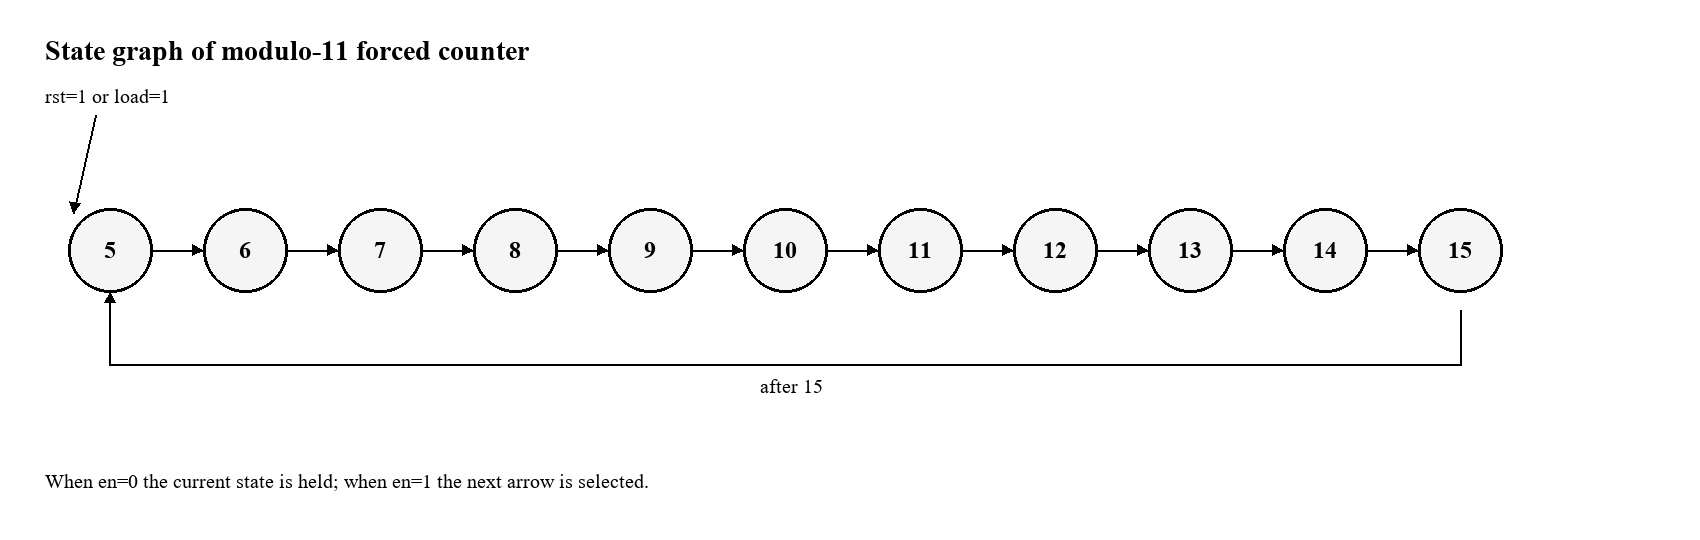 State graph of modulo-11 forced counter
rst=1 or load=1
5 6 7 8 9 10 11 12 13 14 15
after 15
When en=0 the current state is held; when en=1 the next arrow is selected.